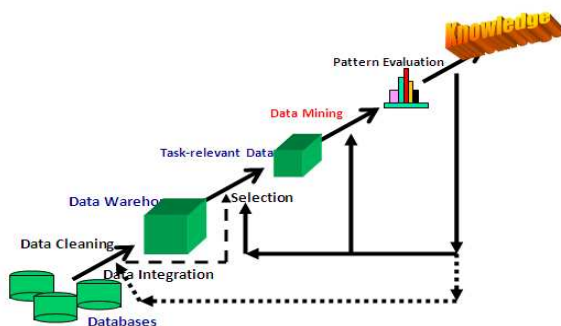 Knowledge
Pattern Evaluation
Data Mining
Task-relevant Data
Data Wareho
Selection
Data Cleaning
Data Integration
Databases